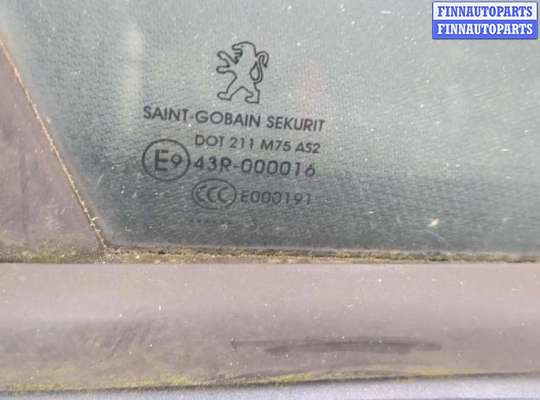 FINNAUTOPARTS
FINNAUTOPARTS
SAINT-GOBAIN SEKURIT
DOT 211 M75 AS2
E9 43R-000016
CCC E000191